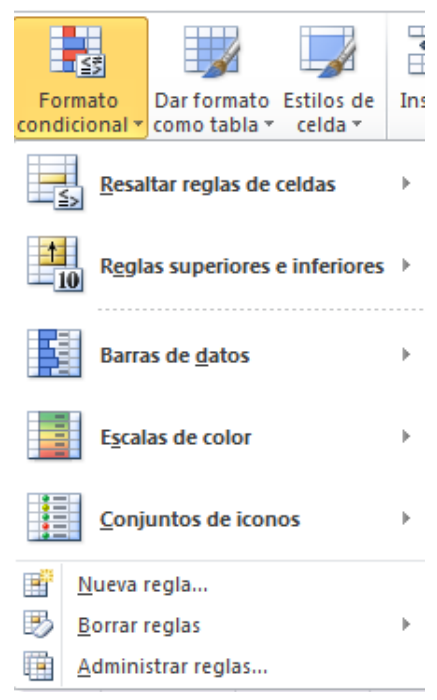 Formato condicional
Dar formato como tabla
Estilos de celda
Ins
Resaltar reglas de celdas
10
Reglas superiores e inferiores
Barras de datos
Escalas de color
Conjuntos de iconos
Nueva regla...
Borrar reglas
Administrar reglas...